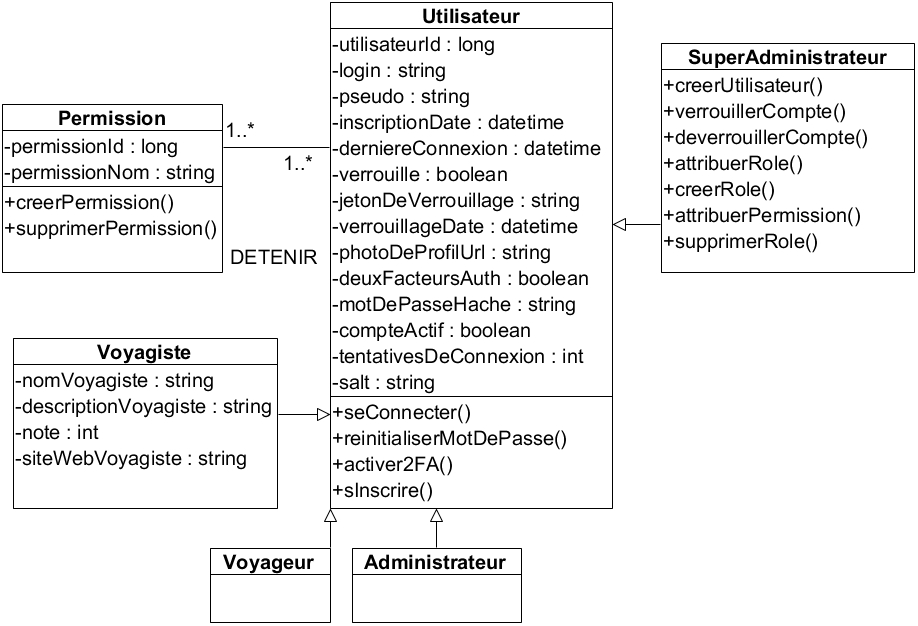 Utilisateur
-utilisateurId : long
-login : string
-pseudo : string
-inscriptionDate : datetime
-derniereConnexion : datetime
-verrouille : boolean
-jetonDeVerrouillage : string
-verrouillageDate : datetime
-photoDeProfilUrl : string
-deuxFacteursAuth : boolean
-motDePasseHache : string
-compteActif : boolean
-tentativesDeConnexion : int
-salt : string
+seConnecter()
+reinitialiserMotDePasse()
+activer2FA()
+sInscrire()
SuperAdministrateur
+creerUtilisateur()
+verrouillerCompte()
+deverrouillerCompte()
+attribuerRole()
+creerRole()
+attribuerPermission()
+supprimerRole()
Permission
-permissionId : long
-permissionNom : string
+creerPermission()
+supprimerPermission()
1..*
1..*
DETENIR
Voyagiste
-nomVoyagiste : string
-descriptionVoyagiste : string
-note : int
-siteWebVoyagiste : string
Voyageur
Administrateur